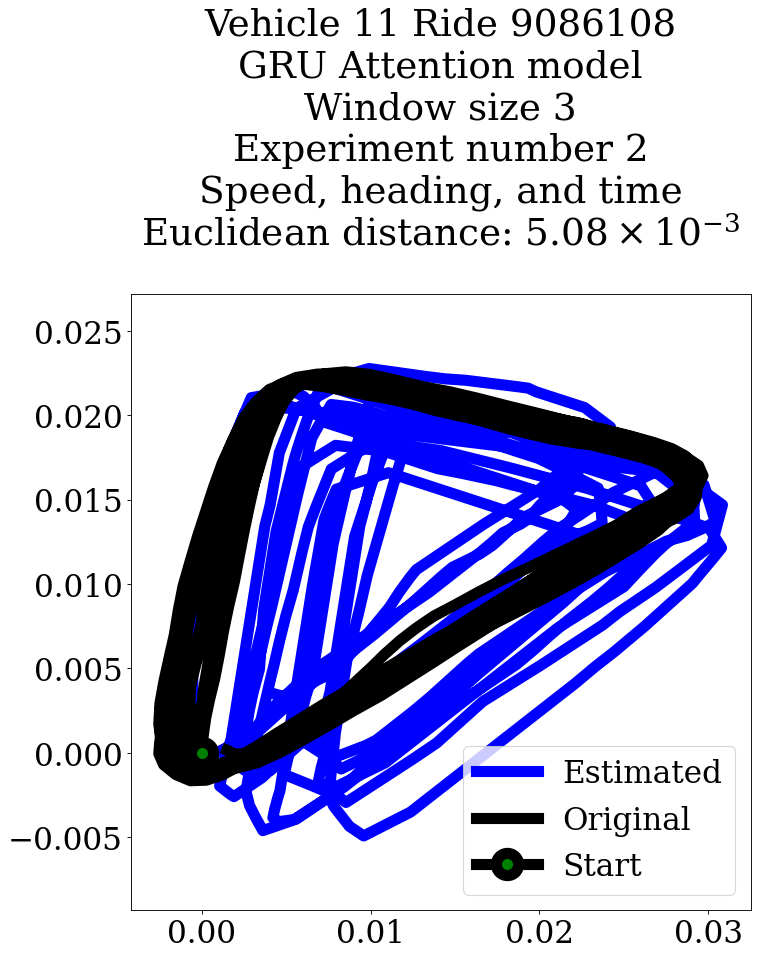 Vehicle 11 Ride 9086108
GRU Attention model
Window size 3
Experiment number 2
Speed, heading, and time
Euclidean distance: 5.08 × 10⁻³
0.025
0.020
0.015
0.010
0.005
0.000
−0.005
Estimated
Original
Start
0.00 0.01 0.02 0.03